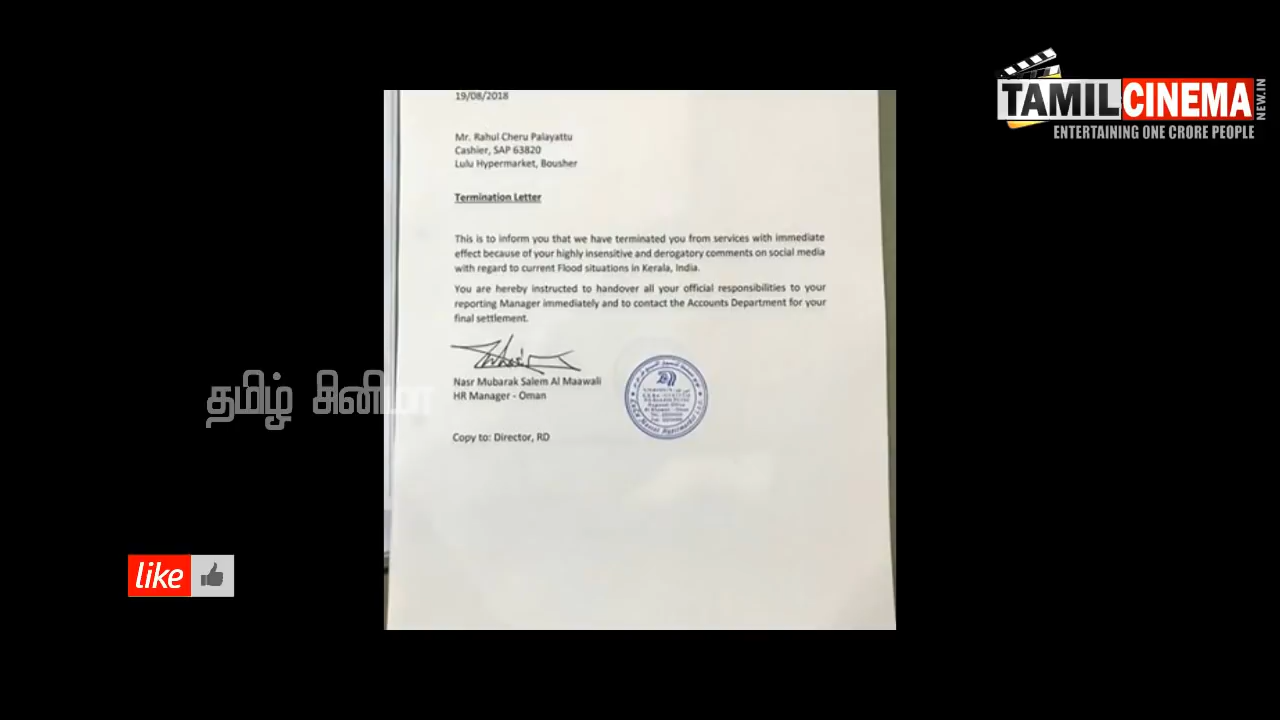 TAMILCINEMA
NEW.IN
ENTERTAINING ONE CRORE PEOPLE
19/08/2018
Mr. Rahul Cheru Palayattu
Cashier, SAP 63820
Lulu Hypermarket, Bousher
Termination Letter
This is to inform you that we have terminated you from services with immediate
effect because of your highly insensitive and derogatory comments on social media
with regard to current Flood situations in Kerala, India.
You are hereby instructed to handover all your official responsibilities to your
reporting Manager immediately and to contact the Accounts Department for your
final settlement.
Nasr Mubarak Salem Al Maawali
HR Manager - Oman
Copy to: Director, RD
தமிழ் சினிமா
like